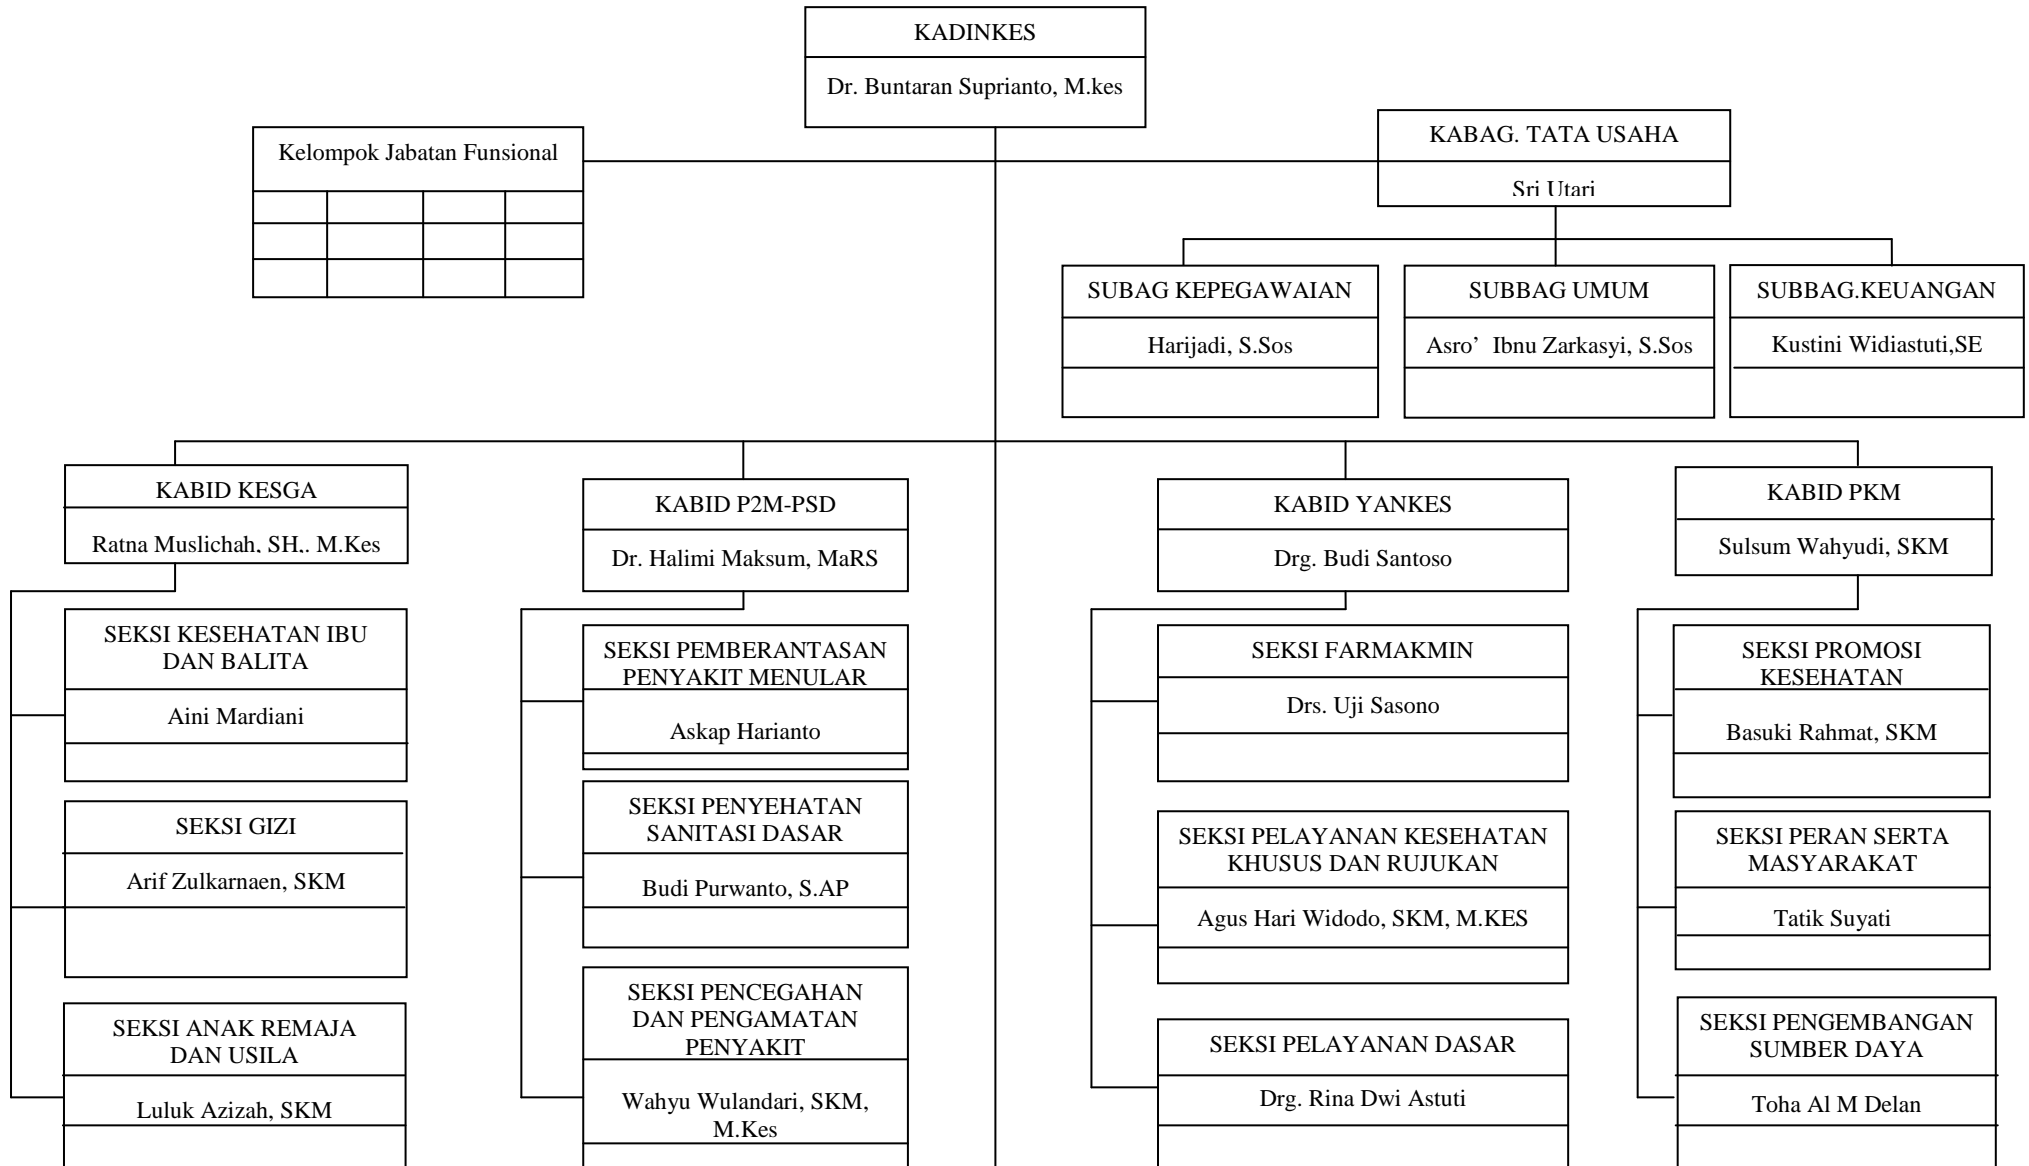 KADINKES
Dr. Buntaran Suprianto, M.kes
Kelompok Jabatan Funsional
KABAG. TATA USAHA
Sri Utari
SUBAG KEPEGAWAIAN
Harijadi, S.Sos
SUBBAG UMUM
Asro’ Ibnu Zarkasyi, S.Sos
SUBBAG.KEUANGAN
Kustini Widiastuti,SE
KABID KESGA
Ratna Muslichah, SH,. M.Kes
SEKSI KESEHATAN IBU
DAN BALITA
Aini Mardiani
SEKSI GIZI
Arif Zulkarnaen, SKM
SEKSI ANAK REMAJA
DAN USILA
Luluk Azizah, SKM
KABID P2M-PSD
Dr. Halimi Maksum, MaRS
SEKSI PEMBERANTASAN
PENYAKIT MENULAR
Askap Harianto
SEKSI PENYEHATAN
SANITASI DASAR
Budi Purwanto, S.AP
SEKSI PENCEGAHAN
DAN PENGAMATAN
PENYAKIT
Wahyu Wulandari, SKM,
M.Kes
KABID YANKES
Drg. Budi Santoso
SEKSI FARMAKMIN
Drs. Uji Sasono
SEKSI PELAYANAN KESEHATAN
KHUSUS DAN RUJUKAN
Agus Hari Widodo, SKM, M.KES
SEKSI PELAYANAN DASAR
Drg. Rina Dwi Astuti
KABID PKM
Sulsum Wahyudi, SKM
SEKSI PROMOSI
KESEHATAN
Basuki Rahmat, SKM
SEKSI PERAN SERTA
MASYARAKAT
Tatik Suyati
SEKSI PENGEMBANGAN
SUMBER DAYA
Toha Al M Delan